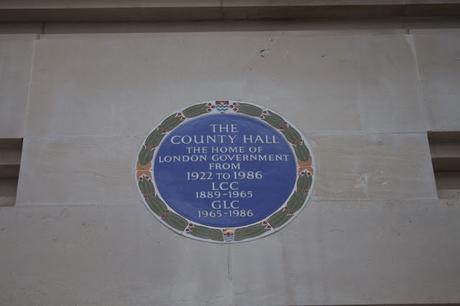 THE
COUNTY HALL
THE HOME OF
LONDON GOVERNMENT
FROM
1922 TO 1986
LCC
1889-1965
GLC
1965-1986